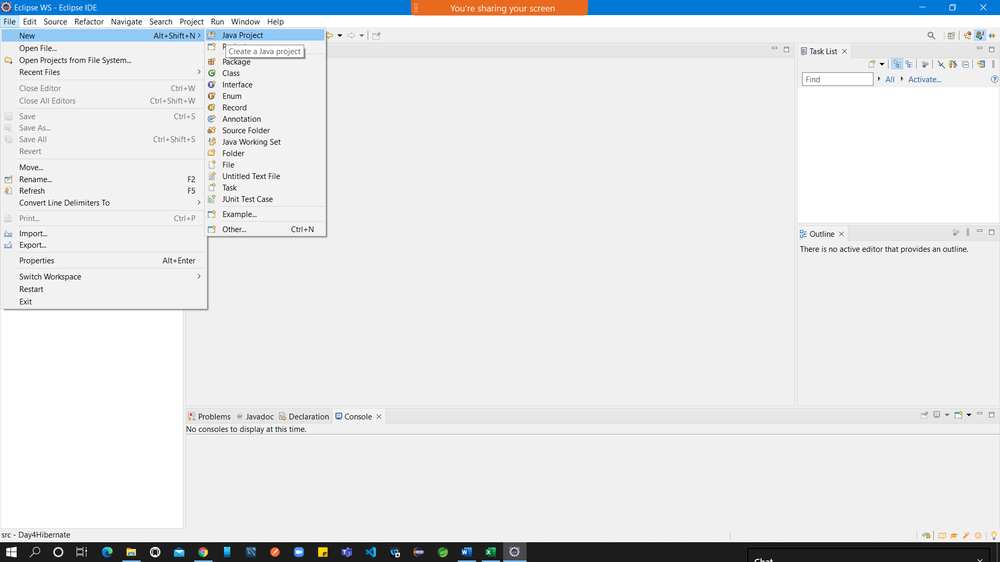 Eclipse WS - Eclipse IDE
You're sharing your screen
File Edit Source Refactor Navigate Search Project Run Window Help
New Alt+Shift+N
Open File...
Open Projects from File System...
Recent Files
Close Editor Ctrl+W
Close All Editors Ctrl+Shift+W
Save Ctrl+S
Save As...
Save All Ctrl+Shift+S
Revert
Move...
Rename... F2
Refresh F5
Convert Line Delimiters To
Print... Ctrl+P
Import...
Export...
Properties Alt+Enter
Switch Workspace
Restart
Exit
Java Project
Create a Java project
Package
Class
Interface
Enum
Record
Annotation
Source Folder
Java Working Set
Folder
File
Untitled Text File
Task
JUnit Test Case
Example...
Other... Ctrl+N
Task List
Find All Activate...
Outline
There is no active editor that provides an outline.
Problems Javadoc Declaration Console
No consoles to display at this time.
src - Day4Hibernate
Chat